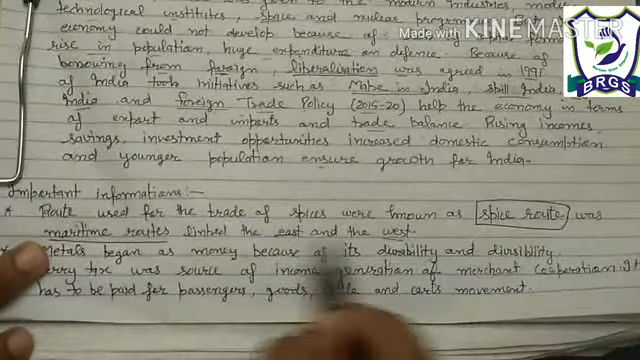 technological institutes, space and nuclear
Made with KINEMASTER
economy could not develop because of
rise in population, huge expenditure on defence. Because of
borrowing from foreign, liberalisation was agreed in 1991
of India took initiatives such as Make in India, skill India
BRGS
India and foreign Trade Policy (2015-20) help the economy in terms
of export and imports and trade balance Rising incomes,
savings, investment opportunities increased domestic consumption
and younger population ensure growth for India.
Important informations:-
* Route used for the trade of spices were known as spice route was
maritime routes linked the east and the west.
Metals began as money because of its durability and divisibility.
tax was source of income generation of merchant
has to be paid for passengers, goods, and carts movement.